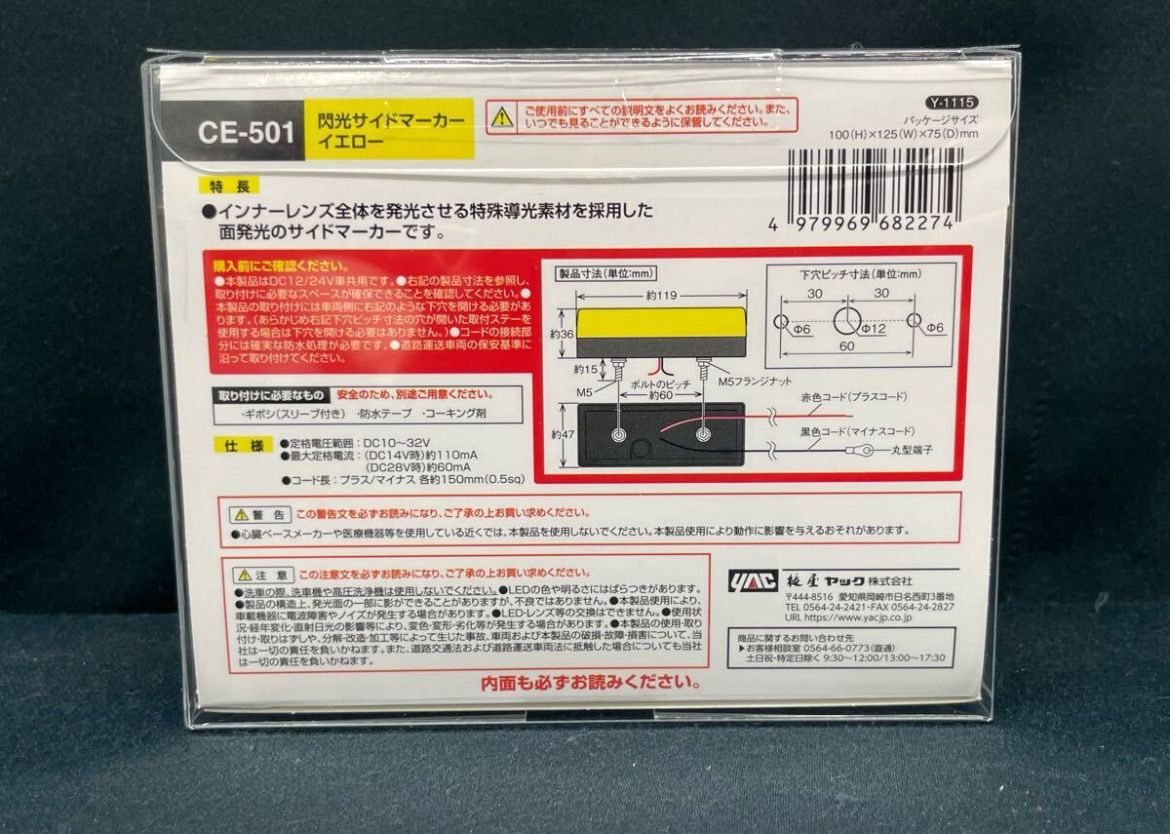 CE-501
閃光サイドマーカー
イエロー
ご使用前にすべての説明文をよくお読みください。また、
いつでも見ることができるように保管してください。
Y-1115
パッケージサイズ
100(H)×125(W)×75(D)mm
4 979969 682274
特長
●インナーレンズ全体を発光させる特殊導光素材を採用した
面発光のサイドマーカーです。
購入前にご確認ください。
●本製品はDC12/24V車共用です。●右記の製品寸法を参照し、
取り付けに必要なスペースが確保できることを確認してください。●
本製品の取り付けには車両側に右記のような下穴を開ける必要があ
ります。(あらかじめ右記下穴ピッチ寸法の穴が開いた取付ステーを
使用する場合は下穴を開ける必要はありません。)●コードの接続部
分には確実な防水処理が必要です。●道路運送車両の保安基準に
沿って取り付けてください。
製品寸法(単位:mm)
約119
約36
約15
M5
ボルトのピッチ
約60
M5フランジナット
約47
下穴ピッチ寸法(単位:mm)
30 30
Φ6 Φ12 Φ6
60
赤色コード(プラスコード)
黒色コード(マイナスコード)
丸型端子
取り付けに必要なもの 安全のため、別途ご用意ください。
・ギボシ(スリーブ付き) ・防水テープ ・コーキング剤
仕様
●定格電圧範囲:DC10〜32V
●最大定格電流:(DC14V時)約110mA
(DC28V時)約60mA
●コード長:プラス/マイナス 各約150mm(0.5sq)
警告 この警告文を必ずお読みになり、ご了承の上お買い求めください。
●心臓ペースメーカーや医療機器等を使用している近くでは、本製品を使用しないでください。本製品使用により動作に影響を与えるおそれがあります。
注意 この注意文を必ずお読みになり、ご了承の上お買い求めください。
●洗車の際、洗車機や高圧洗浄機は使用しないでください。●LEDの色や明るさにはばらつきがあります。
●製品の構造上、発光面の一部に影ができることがありますが、不良ではありません。●本製品使用により、
車載機器に電波障害やノイズが発生する場合があります。●LED・レンズ等の交換はできません。●使用状
況・経年変化・直射日光の影響等により、変色・変形・劣化等が発生する場合があります。●本製品の使用・取り
付け・取りはずしや、分解・改造・加工等によって生じた事故、車両および本製品の破損・故障・損害について、当
社は一切の責任を負いかねます。また、道路交通法および道路運送車両法に抵触した場合についても当社
は一切の責任を負いかねます。
YAC 槌屋ヤック株式会社
〒444-8516 愛知県岡崎市日名西町3番地
TEL 0564-24-2421・FAX 0564-24-2827
URL https://www.yacjp.co.jp
商品に関するお問い合わせ先
▶お客様相談室 0564-66-0773(直通)
土日祝・特定日除く 9:30〜12:00/13:00〜17:30
内面も必ずお読みください。